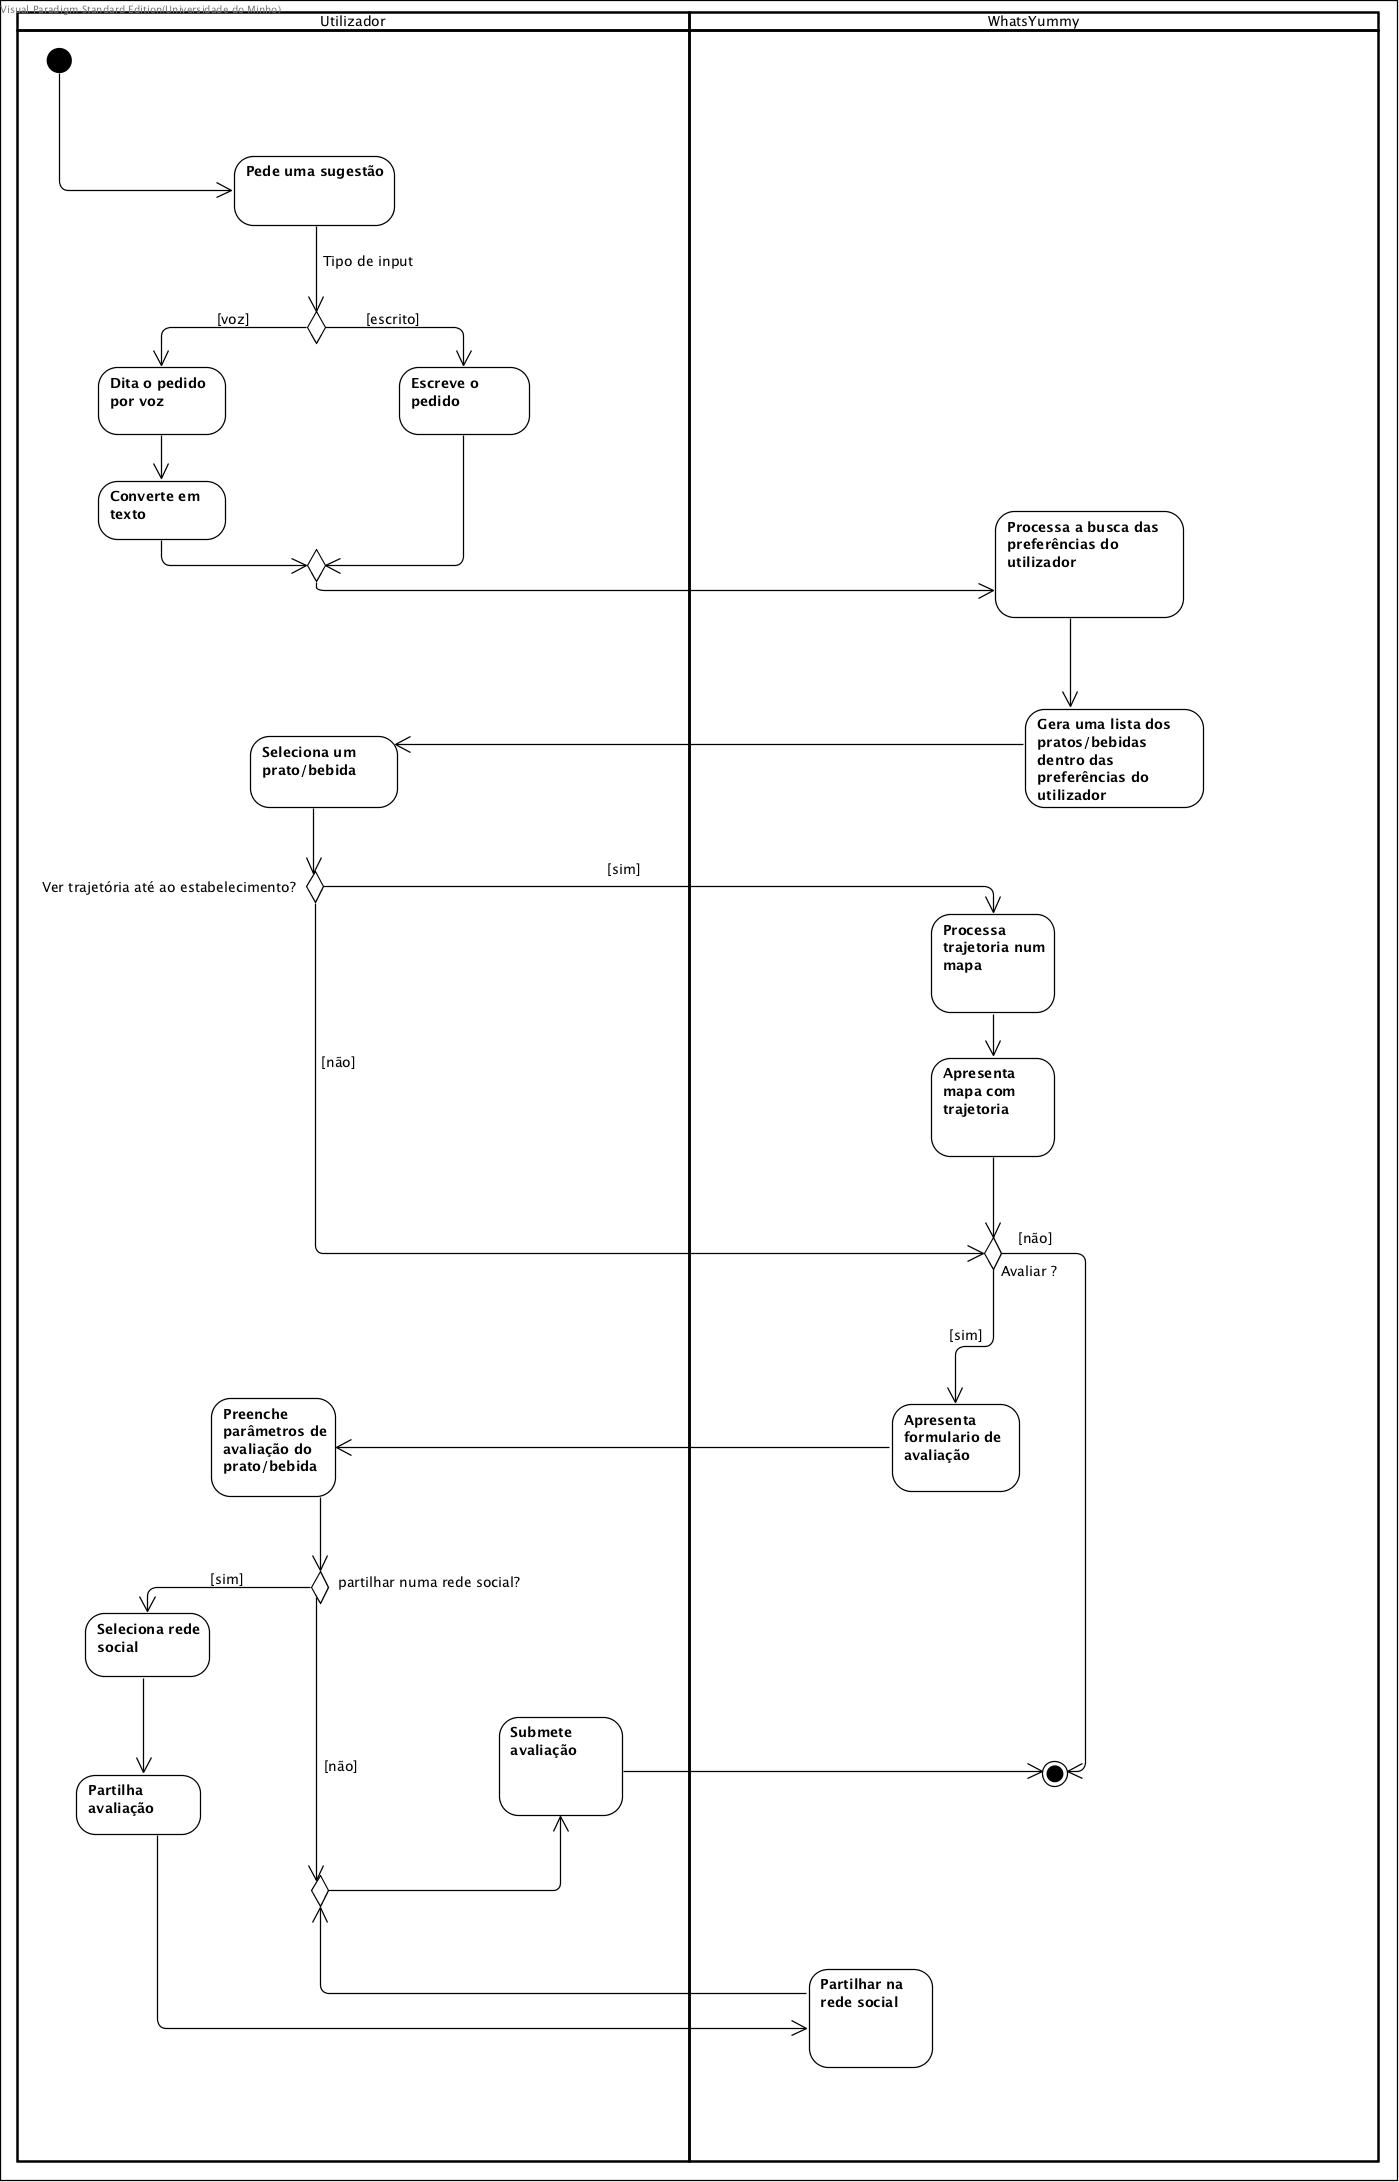 Visual Paradigm Standard Edition(Universidade do Minho)
Utilizador
WhatsYummy
Pede uma sugestão
Tipo de input
[voz]
[escrito]
Dita o pedido
por voz
Escreve o
pedido
Converte em
texto
Processa a busca das
preferências do
utilizador
Gera uma lista dos
pratos/bebidas
dentro das
preferências do
utilizador
Seleciona um
prato/bebida
[sim]
Ver trajetória até ao estabelecimento?
Processa
trajetoria num
mapa
[não]
Apresenta
mapa com
trajetoria
[não]
Avaliar ?
[sim]
Preenche
parâmetros de
avaliação do
prato/bebida
Apresenta
formulario de
avaliação
[sim]
partilhar numa rede social?
Seleciona rede
social
Submete
avaliação
[não]
Partilha
avaliação
Partilhar na
rede social